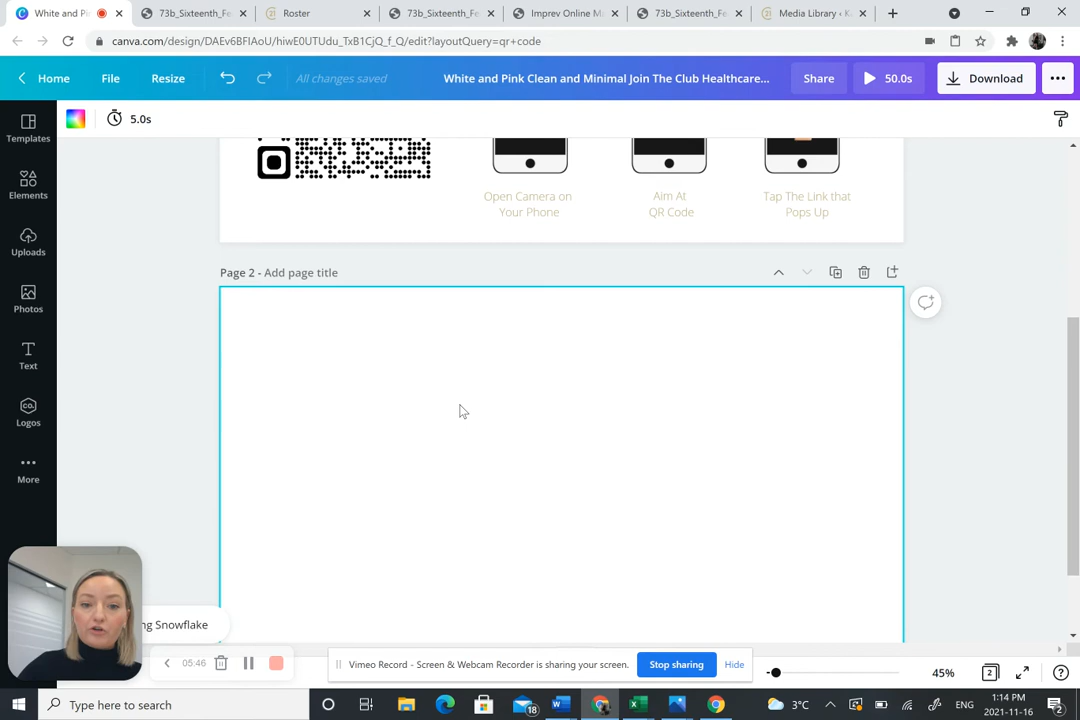 White and Pi
73b_Sixteenth_Fe
Roster
73b_Sixteenth_Fe
Imprev Online M
73b_Sixteenth_Fe
Media Library ‹ K
canva.com/design/DAEv6BFIAoU/hiwE0UTUdu_TxB1CjQ_f_Q/edit?layoutQuery=qr+code
Home
File
Resize
All changes saved
White and Pink Clean and Minimal Join The Club Healthcare...
Share
50.0s
Download
5.0s
Templates
Elements
Uploads
Photos
Text
CO.
Logos
More
Open Camera on
Your Phone
Aim At
QR Code
Tap The Link that
Pops Up
Page 2 - Add page title
ng Snowflake
05:46
Vimeo Record - Screen & Webcam Recorder is sharing your screen.
Stop sharing
Hide
45%
2
Type here to search
18
3°C
ENG
1:14 PM
2021-11-16
2